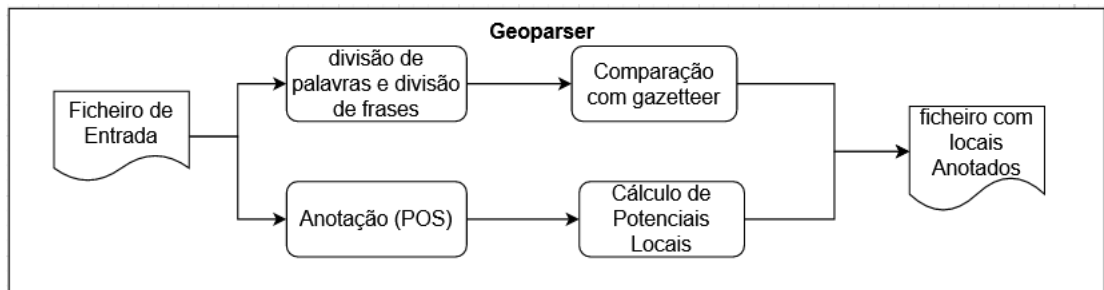 Geoparser
Ficheiro de
Entrada
divisão de
palavras e divisão
de frases
Comparação
com gazetteer
Anotação (POS)
Cálculo de
Potenciais
Locais
ficheiro com
locais
Anotados